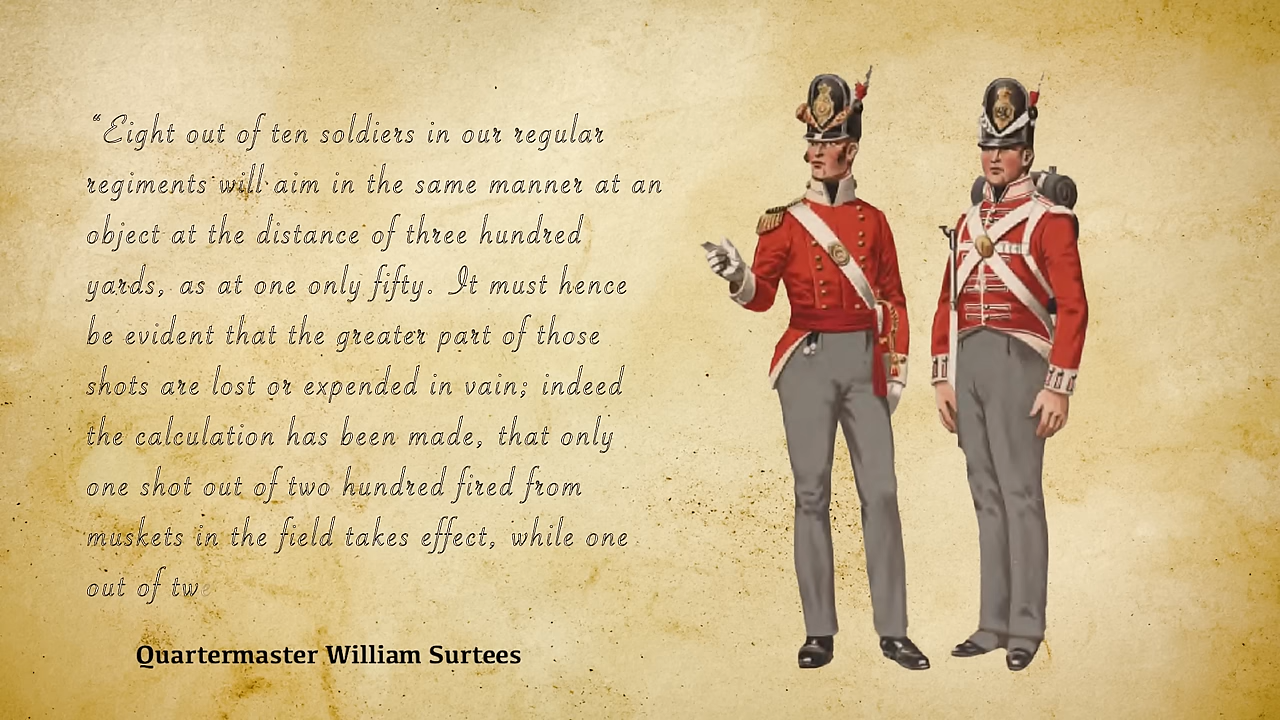 “Eight out of ten soldiers in our regular
regiments will aim in the same manner at an
object at the distance of three hundred
yards, as at one only fifty. It must hence
be evident that the greater part of those
shots are lost or expended in vain; indeed
the calculation has been made, that only
one shot out of two hundred fired from
muskets in the field takes effect, while one
out of twe
Quartermaster William Surtees